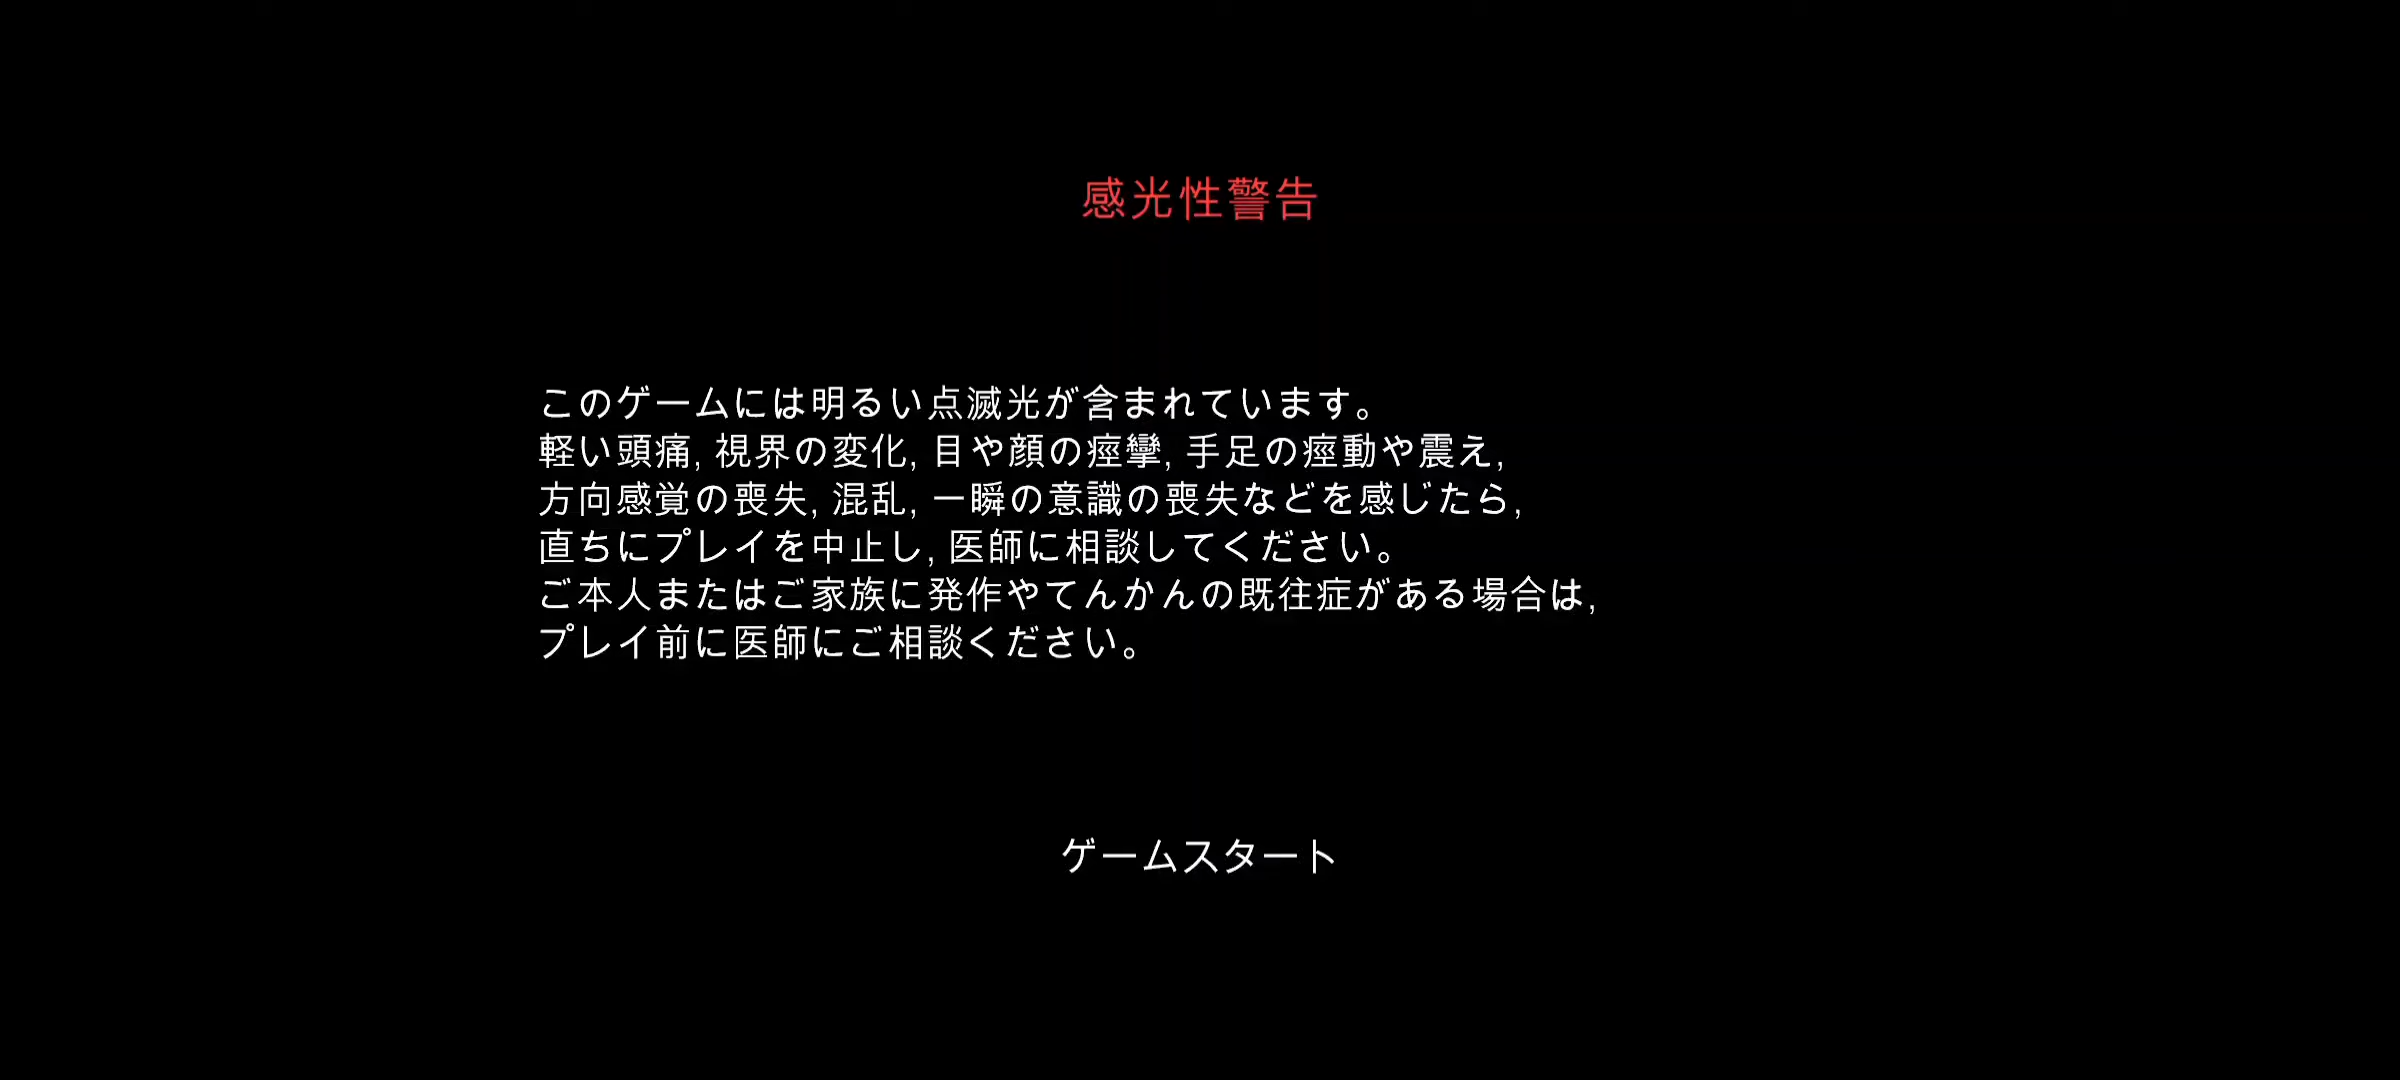 感光性警告
このゲームには明るい点滅光が含まれています。
軽い頭痛, 視界の変化, 目や顔の痙攣, 手足の痙動や震え,
方向感覚の喪失, 混乱, 一瞬の意識の喪失などを感じたら,
直ちにプレイを中止し, 医師に相談してください。
ご本人またはご家族に発作やてんかんの既往症がある場合は,
プレイ前に医師にご相談ください。
ゲームスタート